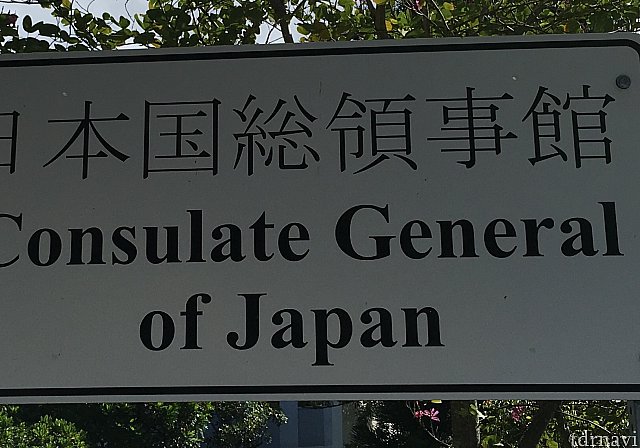 日本国総領事館
Consulate General
of Japan
tdrnavi